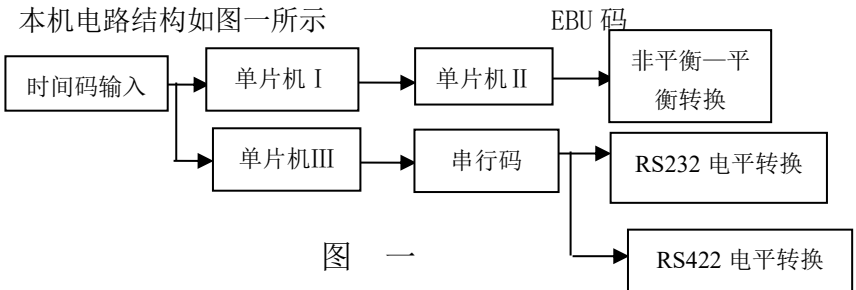 本机电路结构如图一所示
EBU 码
时间码输入
单片机 I
单片机 II
非平衡—平
衡转换
单片机III
串行码
RS232 电平转换
RS422 电平转换
图 一